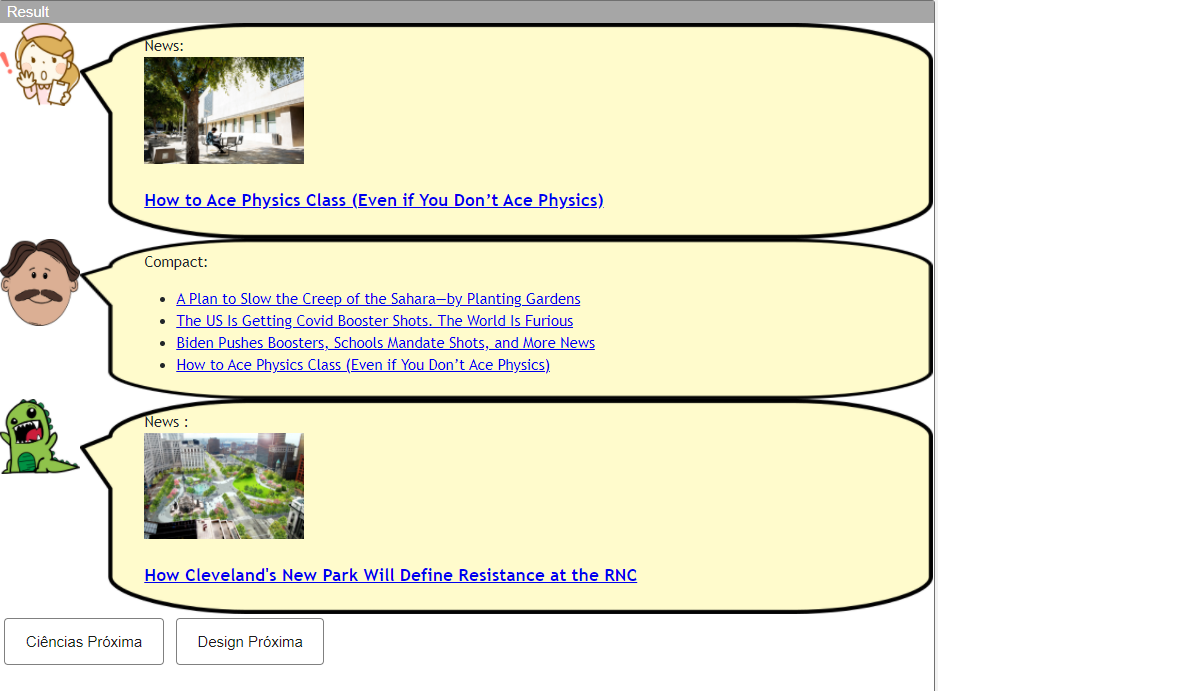 Result
News:
How to Ace Physics Class (Even if You Don’t Ace Physics)
Compact:
A Plan to Slow the Creep of the Sahara—by Planting Gardens
The US Is Getting Covid Booster Shots. The World Is Furious
Biden Pushes Boosters, Schools Mandate Shots, and More News
How to Ace Physics Class (Even if You Don’t Ace Physics)
News :
How Cleveland's New Park Will Define Resistance at the RNC
Ciências Próxima
Design Próxima